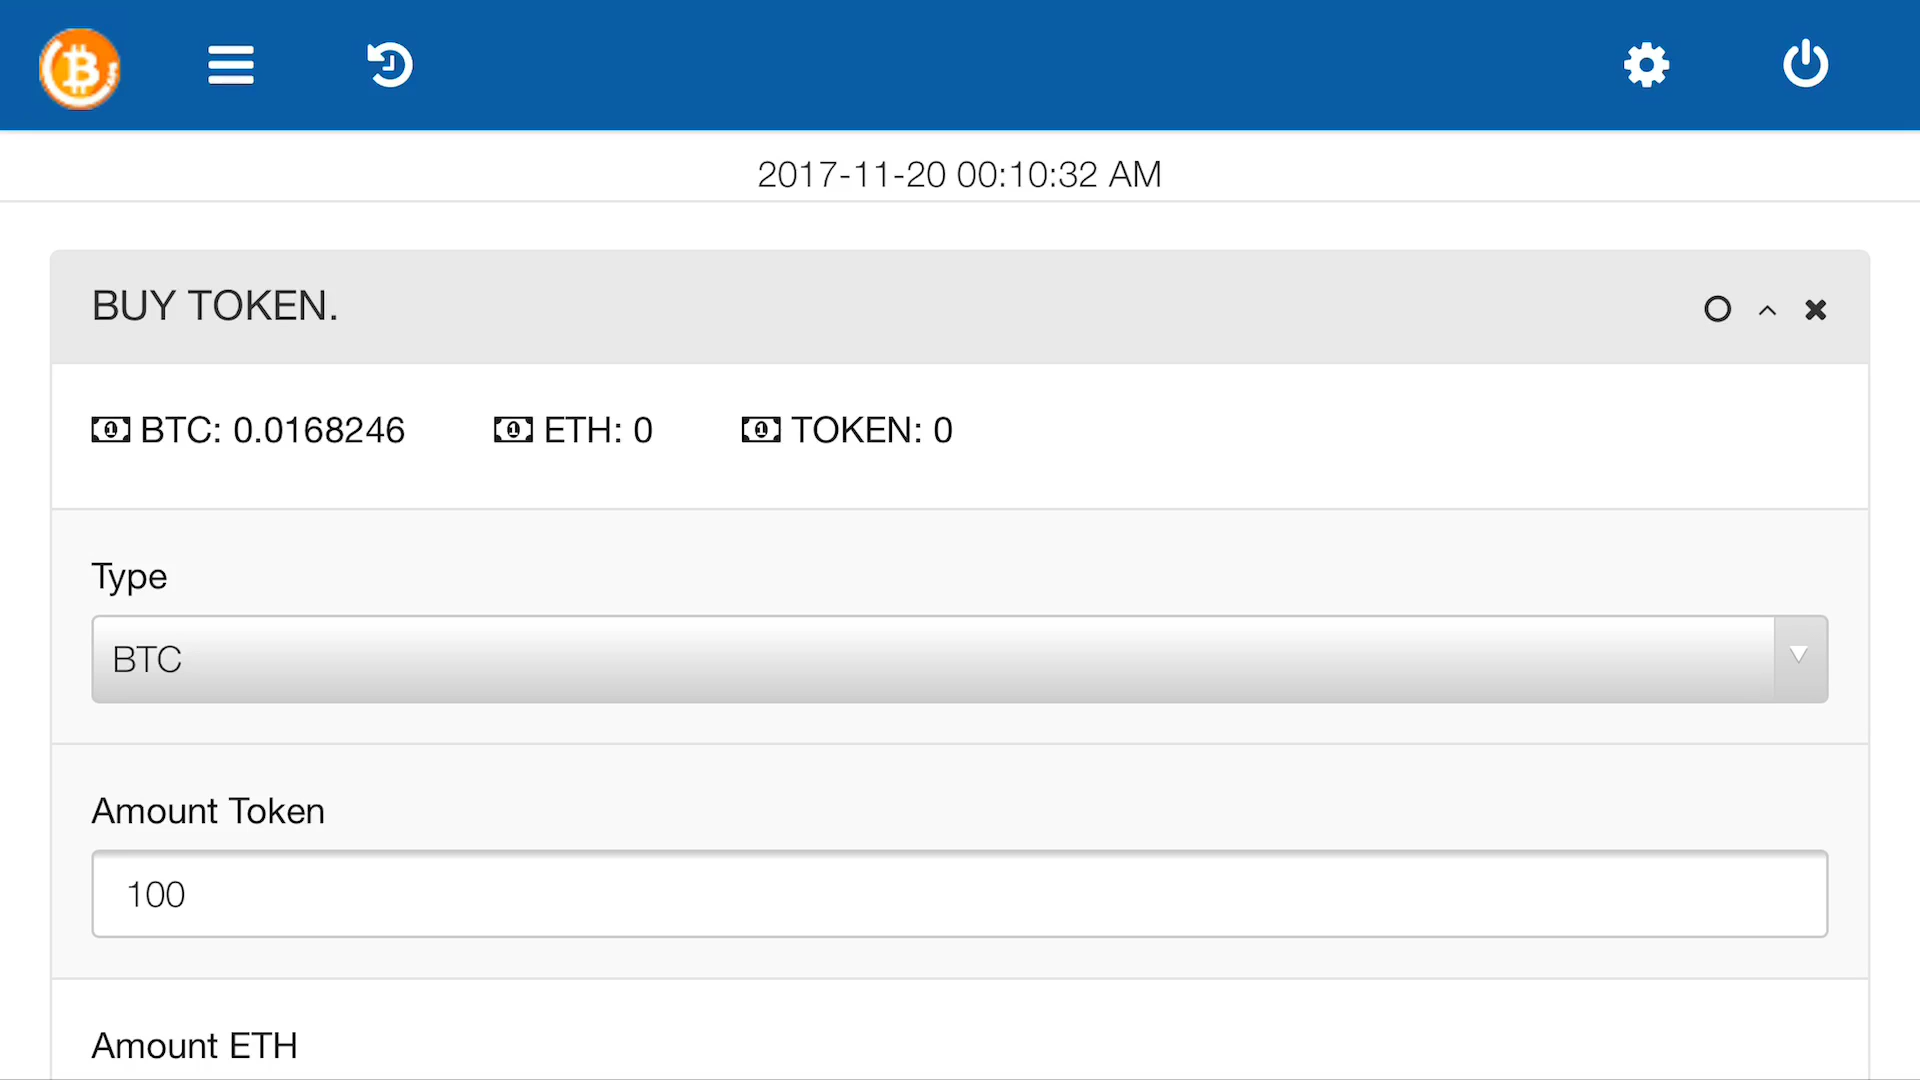 2017-11-20 00:10:32 AM
BUY TOKEN.
BTC: 0.0168246 ETH: 0 TOKEN: 0
Type
BTC
Amount Token
100
Amount ETH